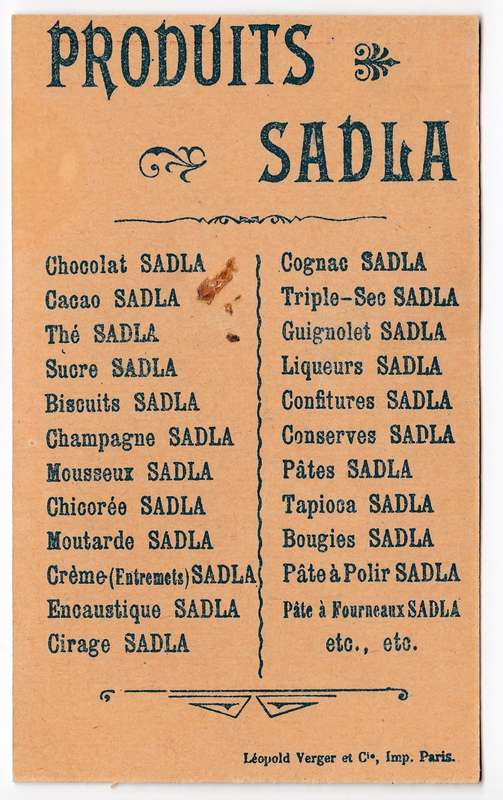 PRODUITS
SADLA
Chocolat SADLA
Cacao SADLA
Thé SADLA
Sucre SADLA
Biscuits SADLA
Champagne SADLA
Mousseux SADLA
Chicorée SADLA
Moutarde SADLA
Crème-(Entremets) SADLA
Encaustique SADLA
Cirage SADLA
Cognac SADLA
Triple-Sec SADLA
Guignolet SADLA
Liqueurs SADLA
Confitures SADLA
Conserves SADLA
Pâtes SADLA
Tapioca SADLA
Bougies SADLA
Pâte à Polir SADLA
Pâte à Fourneaux SADLA
etc., etc.
Léopold Verger et Cie, Imp. Paris.